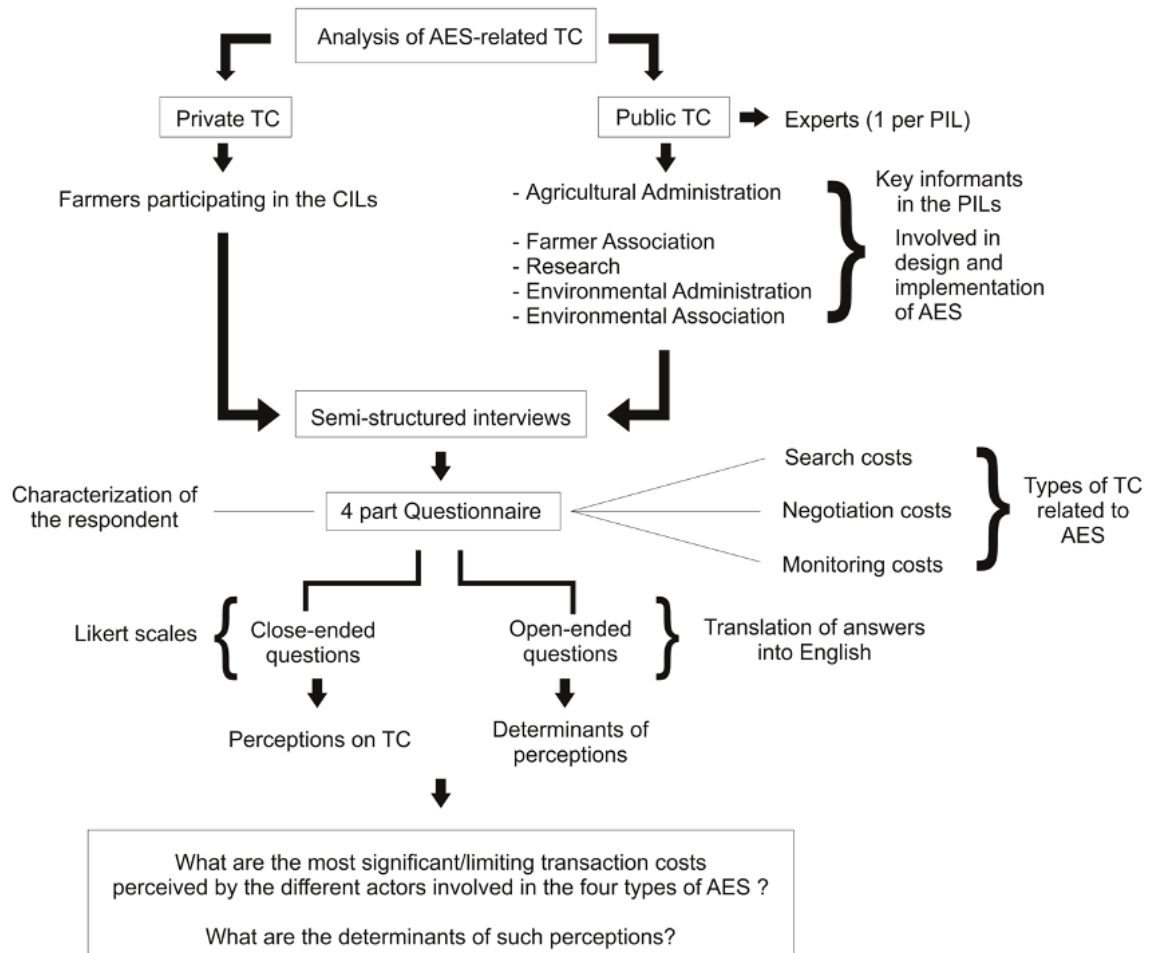 Analysis of AES-related TC
Private TC
Public TC
Experts (1 per PIL)
Farmers participating in the CILs
- Agricultural Administration
- Farmer Association
- Research
- Environmental Administration
- Environmental Association
Key informants
in the PILs
Involved in
design and
implementation
of AES
Semi-structured interviews
Characterization of
the respondent
4 part Questionnaire
Search costs
Negotiation costs
Monitoring costs
Types of TC
related to
AES
Likert scales
Close-ended
questions
Open-ended
questions
Translation of answers
into English
Perceptions on TC
Determinants of
perceptions
What are the most significant/limiting transaction costs
perceived by the different actors involved in the four types of AES ?
What are the determinants of such perceptions?